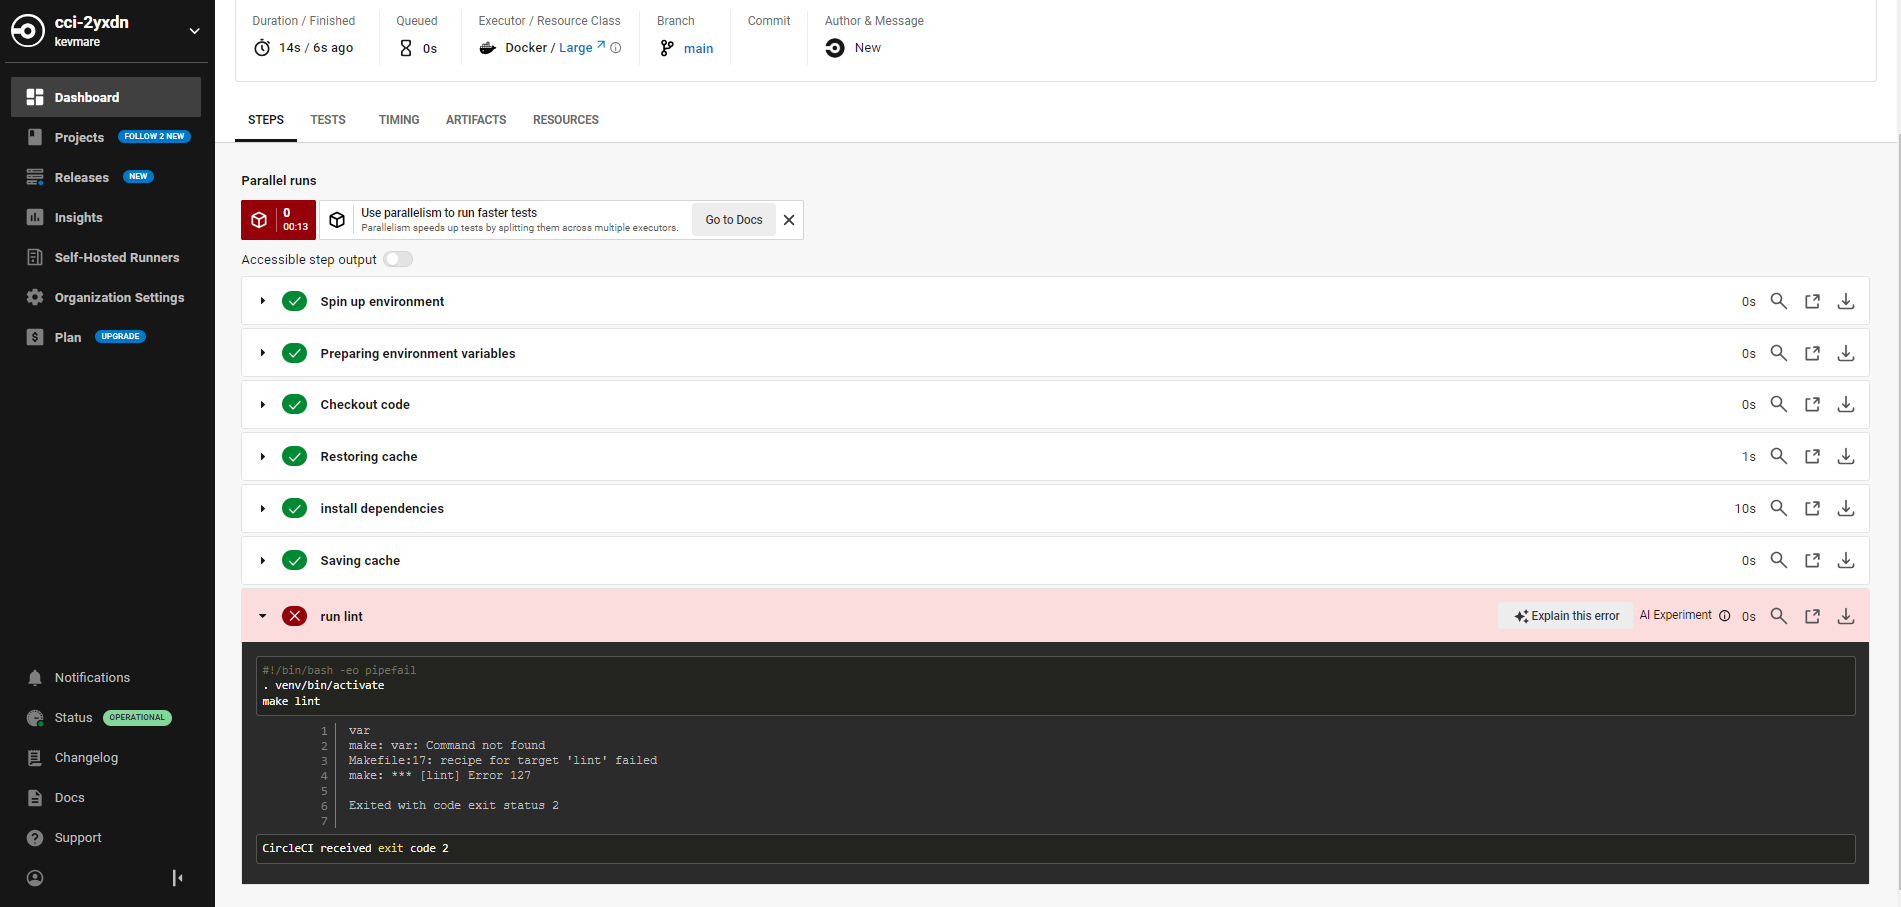 cci-2yxdn
kevmare
Dashboard
Projects FOLLOW 2 NEW
Releases NEW
Insights
Self-Hosted Runners
Organization Settings
Plan UPGRADE
Notifications
Status OPERATIONAL
Changelog
Docs
Support
Duration / Finished
14s / 6s ago
Queued
0s
Executor / Resource Class
Docker / Large
Branch
main
Commit
Author & Message
New
STEPS TESTS TIMING ARTIFACTS RESOURCES
Parallel runs
0
00:13
Use parallelism to run faster tests
Parallelism speeds up tests by splitting them across multiple executors.
Go to Docs
Accessible step output
Spin up environment 0s
Preparing environment variables 0s
Checkout code 0s
Restoring cache 1s
install dependencies 10s
Saving cache 0s
run lint Explain this error AI Experiment 0s
#!/bin/bash -eo pipefail
. venv/bin/activate
make lint
1 var
2 make: var: Command not found
3 Makefile:17: recipe for target 'lint' failed
4 make: *** [lint] Error 127
5
6 Exited with code exit status 2
7
CircleCI received exit code 2